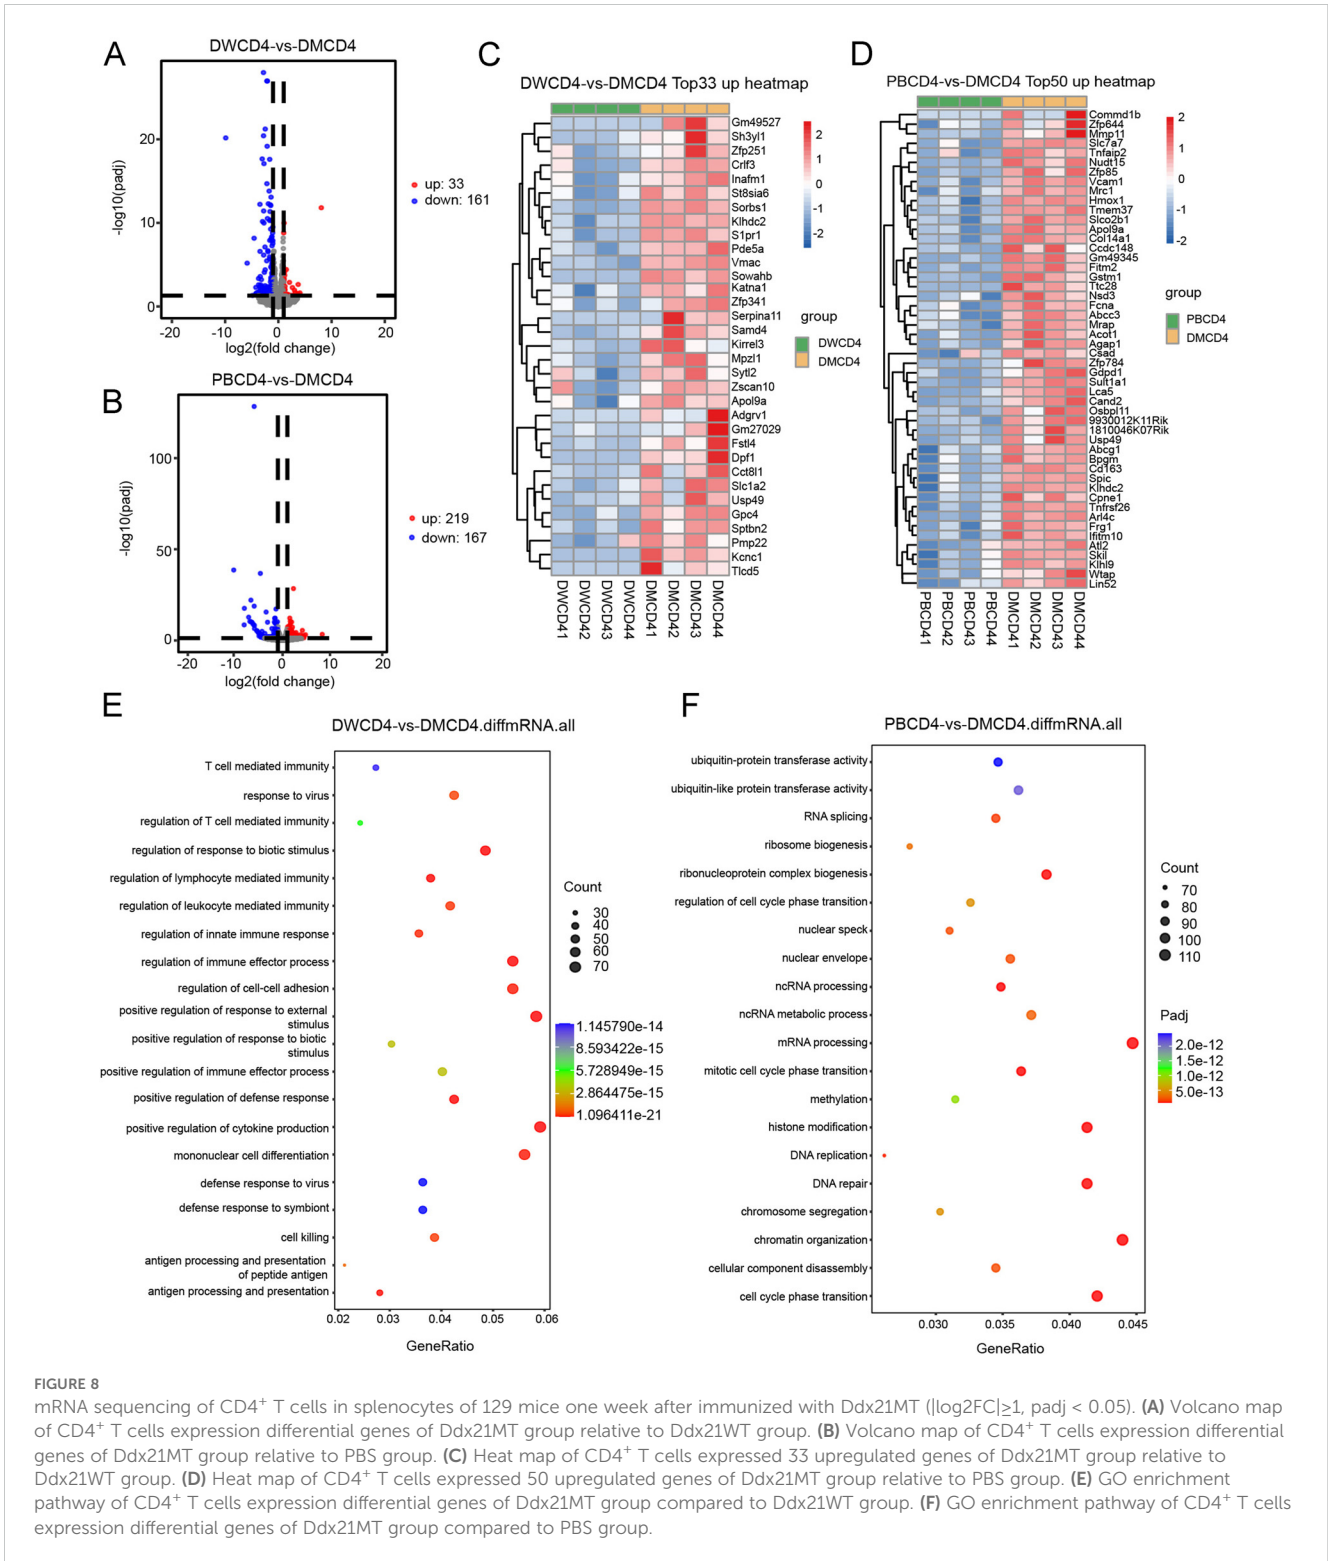 A
DWCD4-vs-DMCD4
-log10(padj)
20
10
0
-20
-10
0
10
20
log2(fold change)
up: 33
down: 161
B
PBCD4-vs-DMCD4
-log10(padj)
100
50
0
-20
-10
0
10
20
log2(fold change)
up: 219
down: 167
C
DWCD4-vs-DMCD4 Top33 up heatmap
Gm49527
Sh3yl1
Zfp251
Crlf3
Inafm1
St8sia6
Sorbs1
Klhdc2
S1pr1
Pde5a
Vmac
Sowahb
Katna1
Zfp341
Serpina11
Samd4
Kirrel3
Mpzl1
Sytl2
Zscan10
Apol9a
Adgrv1
Gm27029
Fstl4
Dpf1
Cct8l1
Slc1a2
Usp49
Gpc4
Sptbn2
Pmp22
Kcnc1
Tlcd5
DWCD41
DWCD42
DWCD43
DWCD44
DMCD41
DMCD42
DMCD43
DMCD44
2
1
0
-1
-2
group
DWCD4
DMCD4
D
PBCD4-vs-DMCD4 Top50 up heatmap
Commd1b
Zfp644
Mmp11
Slc7a7
Tnfaip2
Nudt15
Zfp85
Vcam1
Mrc1
Hmox1
Tmem37
Slco2b1
Apol9a
Col14a1
Ccdc148
Gm49345
Fitm2
Gstm1
Ttc28
Nsd3
Fcna
Abcc3
Mrap
Acot1
Agap1
Csad
Zfp784
Gdpd1
Sult1a1
Lca5
Cand2
Osbpl11
9930012K11Rik
1810046K07Rik
Usp49
Abcg1
Bpgm
Cd163
Spic
Klhdc2
Cpne1
Tnfrsf26
Arl4c
Frg1
Ifitm10
Atl2
Skil
Klhl9
Wtap
Lin52
PBCD41
PBCD42
PBCD43
PBCD44
DMCD41
DMCD42
DMCD43
DMCD44
2
1
0
-1
-2
group
PBCD4
DMCD4
E
DWCD4-vs-DMCD4.diffmRNA.all
T cell mediated immunity
response to virus
regulation of T cell mediated immunity
regulation of response to biotic stimulus
regulation of lymphocyte mediated immunity
regulation of leukocyte mediated immunity
regulation of innate immune response
regulation of immune effector process
regulation of cell-cell adhesion
positive regulation of response to external
stimulus
positive regulation of response to biotic
stimulus
positive regulation of immune effector process
positive regulation of defense response
positive regulation of cytokine production
mononuclear cell differentiation
defense response to virus
defense response to symbiont
cell killing
antigen processing and presentation
of peptide antigen
antigen processing and presentation
0.02
0.03
0.04
0.05
0.06
GeneRatio
Count
30
40
50
60
70
1.145790e-14
8.593422e-15
5.728949e-15
2.864475e-15
1.096411e-21
F
PBCD4-vs-DMCD4.diffmRNA.all
ubiquitin-protein transferase activity
ubiquitin-like protein transferase activity
RNA splicing
ribosome biogenesis
ribonucleoprotein complex biogenesis
regulation of cell cycle phase transition
nuclear speck
nuclear envelope
ncRNA processing
ncRNA metabolic process
mRNA processing
mitotic cell cycle phase transition
methylation
histone modification
DNA replication
DNA repair
chromosome segregation
chromatin organization
cellular component disassembly
cell cycle phase transition
0.030
0.035
0.040
0.045
GeneRatio
Count
70
80
90
100
110
Padj
2.0e-12
1.5e-12
1.0e-12
5.0e-13
FIGURE 8
mRNA sequencing of CD4⁺ T cells in splenocytes of 129 mice one week after immunized with Ddx21MT (|log2FC|≥1, padj < 0.05). (A) Volcano map
of CD4⁺ T cells expression differential genes of Ddx21MT group relative to Ddx21WT group. (B) Volcano map of CD4⁺ T cells expression differential
genes of Ddx21MT group relative to PBS group. (C) Heat map of CD4⁺ T cells expressed 33 upregulated genes of Ddx21MT group relative to
Ddx21WT group. (D) Heat map of CD4⁺ T cells expressed 50 upregulated genes of Ddx21MT group relative to PBS group. (E) GO enrichment
pathway of CD4⁺ T cells expression differential genes of Ddx21MT group compared to Ddx21WT group. (F) GO enrichment pathway of CD4⁺ T cells
expression differential genes of Ddx21MT group compared to PBS group.